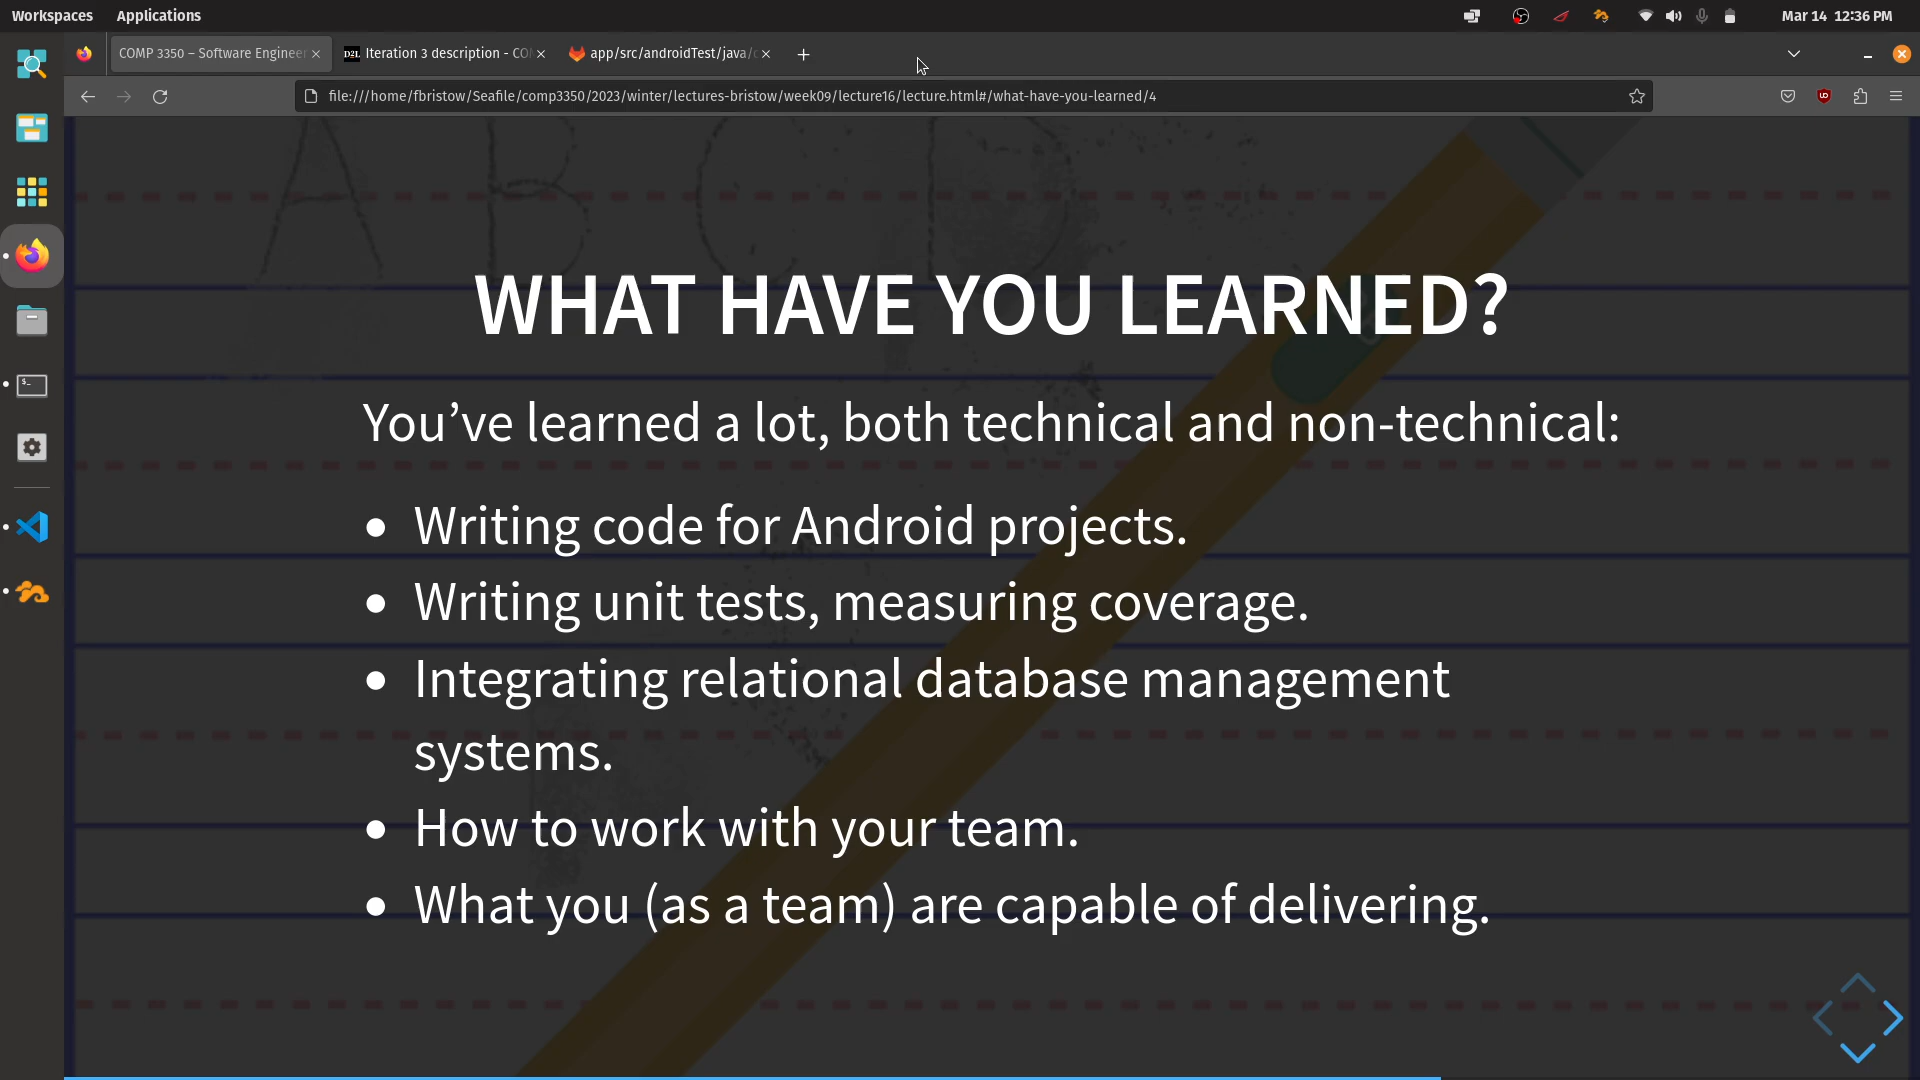 Workspaces Applications Mar 14 12:36 PM
COMP 3350 – Software Engineer Iteration 3 description - CO app/src/androidTest/java/
file:///home/fbristow/Seafile/comp3350/2023/winter/lectures-bristow/week09/lecture16/lecture.html#/what-have-you-learned/4
A B C D
WHAT HAVE YOU LEARNED?
You’ve learned a lot, both technical and non-technical:
• Writing code for Android projects.
• Writing unit tests, measuring coverage.
• Integrating relational database management
systems.
• How to work with your team.
• What you (as a team) are capable of delivering.